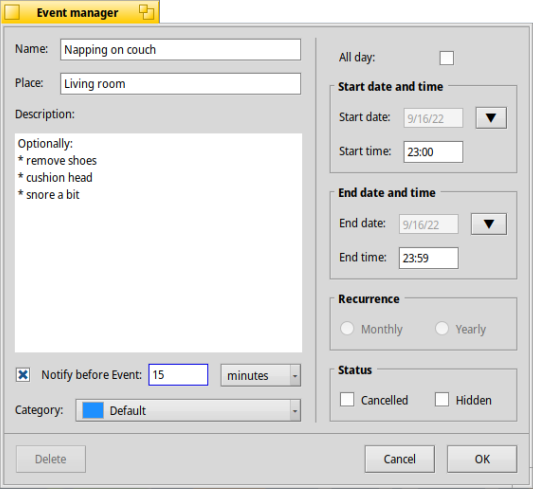 Event manager
Name: Napping on couch
Place: Living room
Description:
Optionally:
* remove shoes
* cushion head
* snore a bit
Notify before Event: 15 minutes
Category: Default
All day:
Start date and time
Start date: 9/16/22
Start time: 23:00
End date and time
End date: 9/16/22
End time: 23:59
Recurrence
Monthly Yearly
Status
Cancelled Hidden
Delete Cancel OK